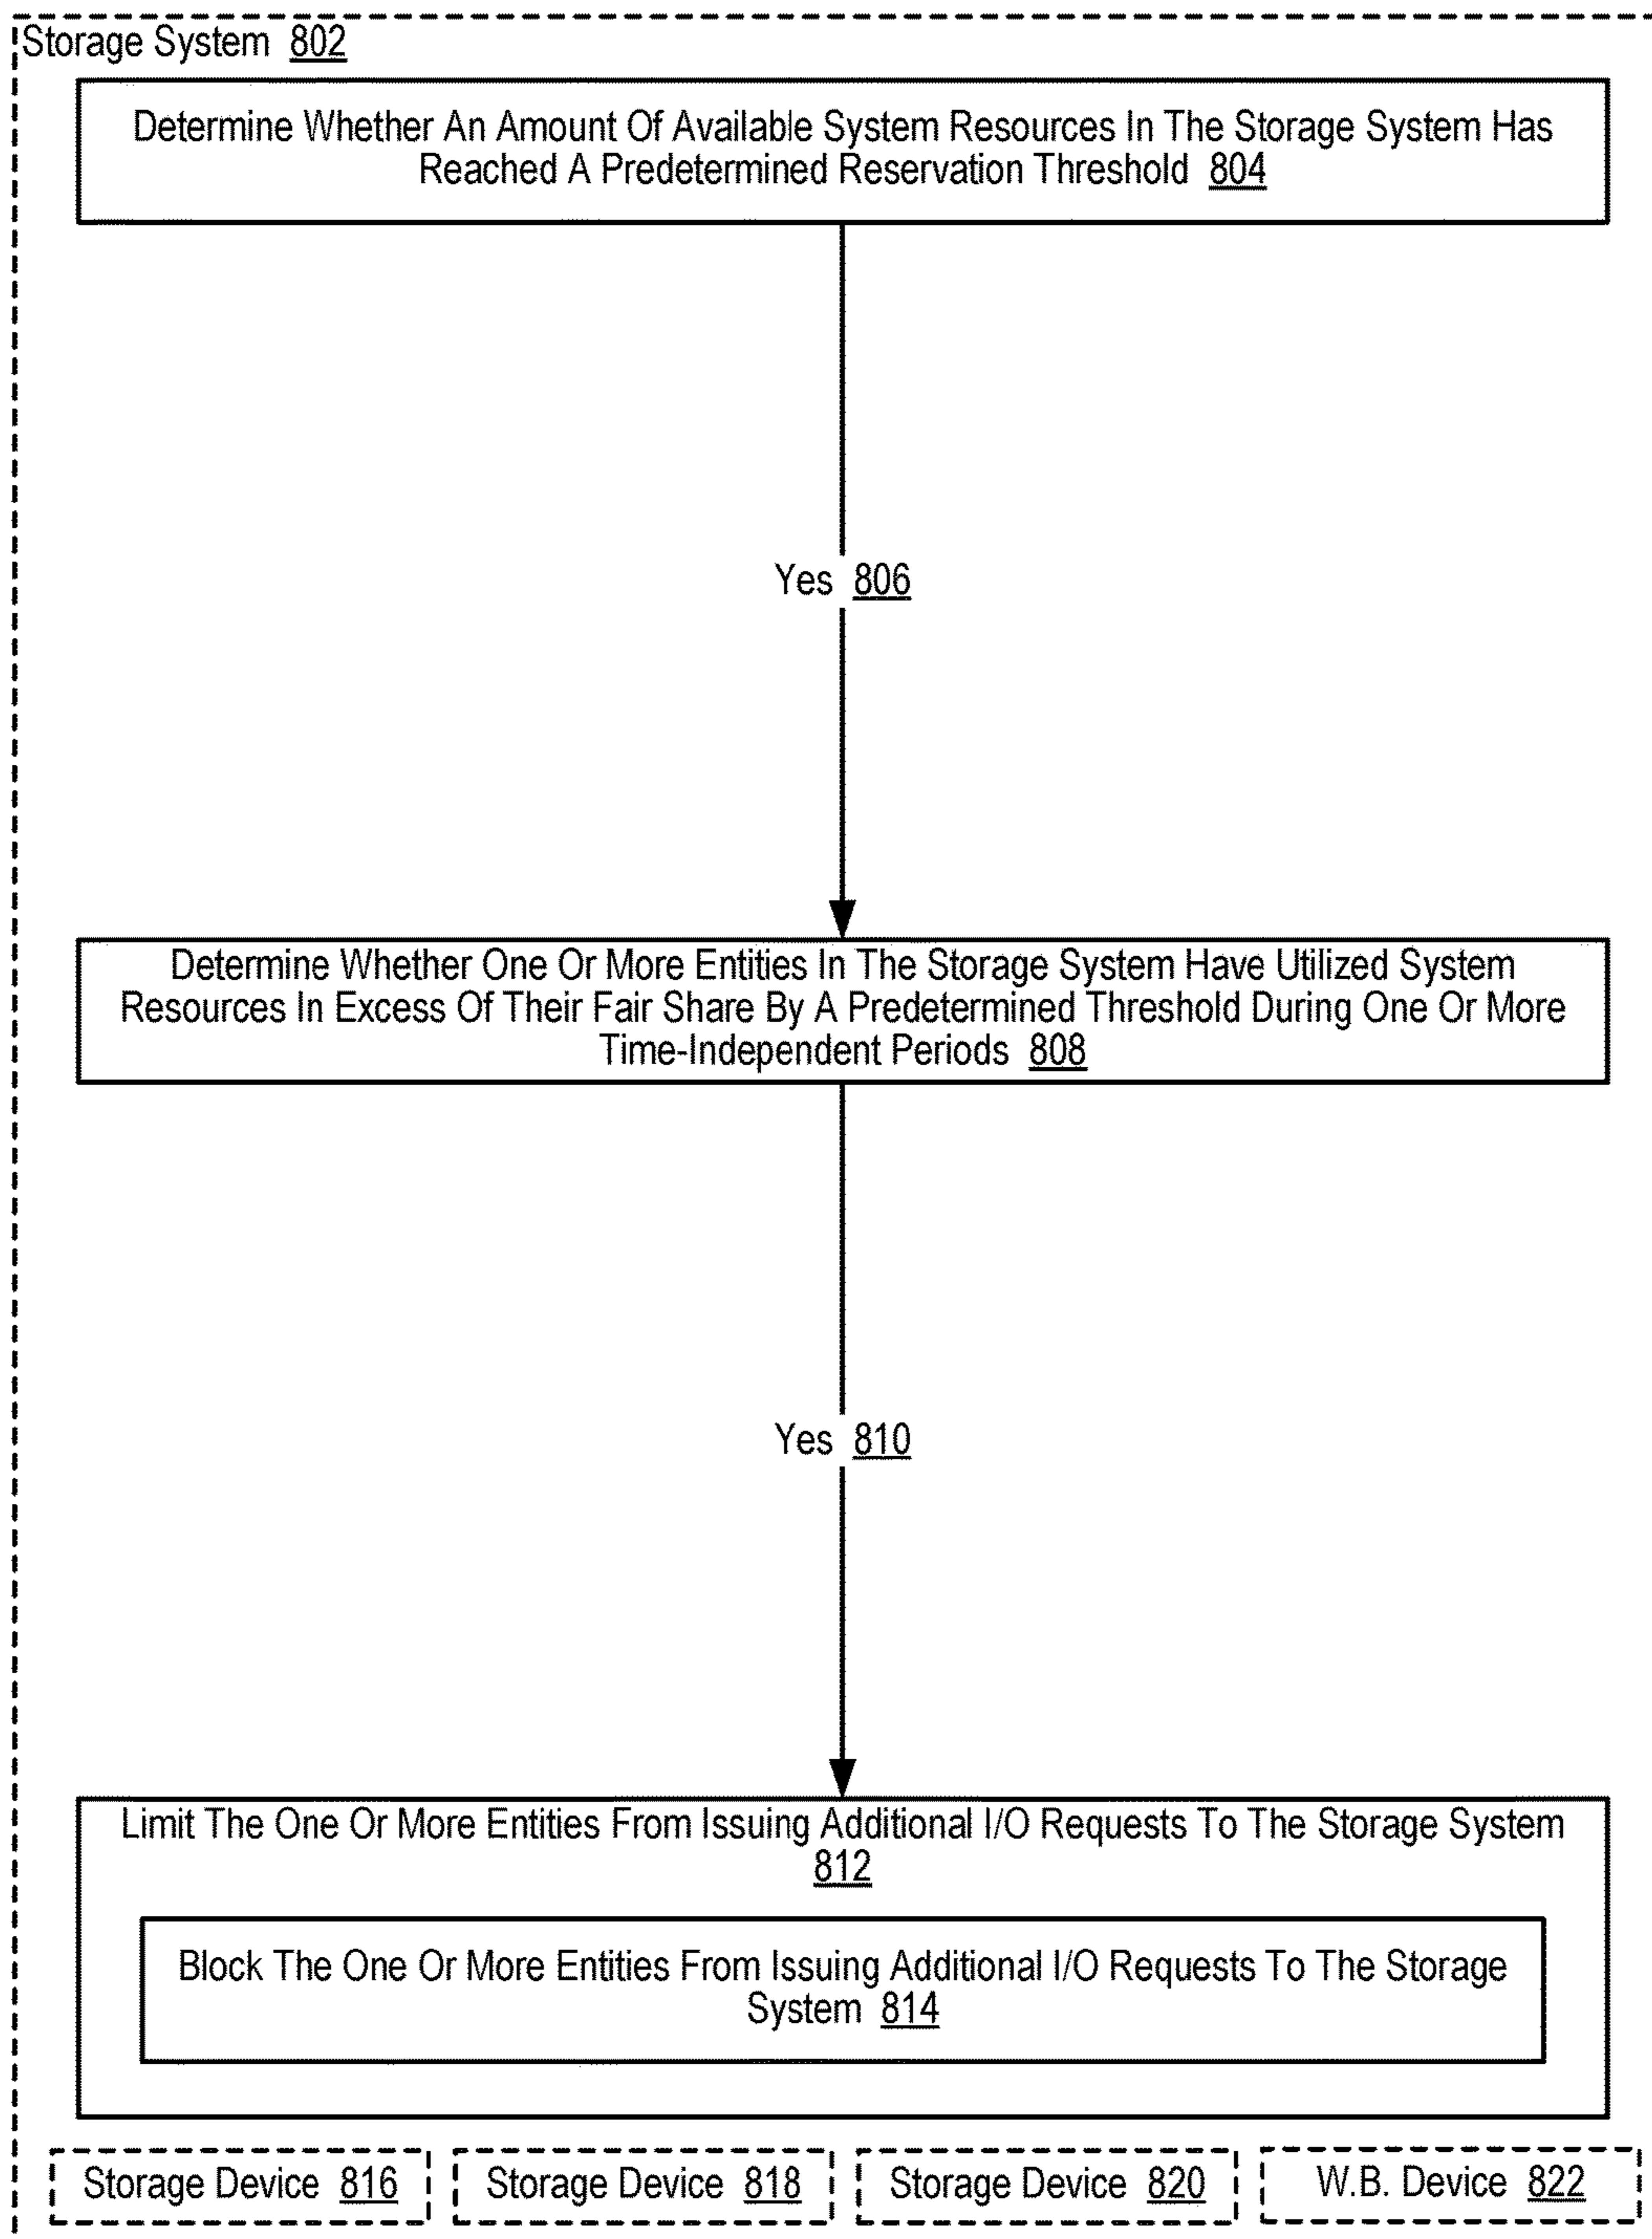 Storage System 802
Determine Whether An Amount Of Available System Resources In The Storage System Has
Reached A Predetermined Reservation Threshold 804
Yes 806
Determine Whether One Or More Entities In The Storage System Have Utilized System
Resources In Excess Of Their Fair Share By A Predetermined Threshold During One Or More
Time-Independent Periods 808
Yes 810
Limit The One Or More Entities From Issuing Additional I/O Requests To The Storage System
812
Block The One Or More Entities From Issuing Additional I/O Requests To The Storage
System 814
Storage Device 816
Storage Device 818
Storage Device 820
W.B. Device 822